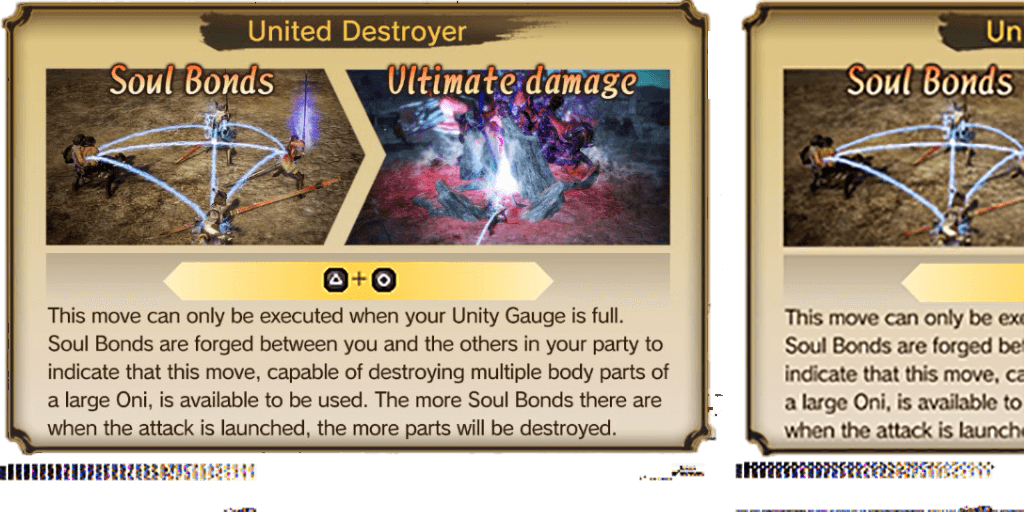 United Destroyer
Soul Bonds
Ultimate damage
+
This move can only be executed when your Unity Gauge is full.
Soul Bonds are forged between you and the others in your party to
indicate that this move, capable of destroying multiple body parts of
a large Oni, is available to be used. The more Soul Bonds there are
when the attack is launched, the more parts will be destroyed.
Un
Soul Bonds
This move can only be exe
Soul Bonds are forged bet
indicate that this move, ca
a large Oni, is available to
when the attack is launche